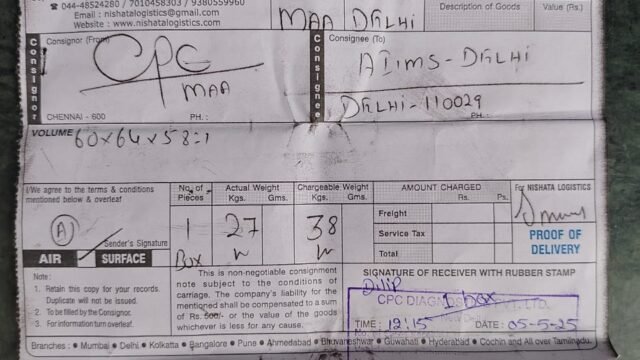 ☎ 044-48524280 / 7010458303 / 9380559960
Email : nishatalogistics@gmail.com
Website : www.nishatalogistics.com
MAA DELHI
Description of Goods Value (Rs.)
Consignor
Consignor (From)
CPC
MAA
CHENNAI - 600 PH. :
Consignee
Consignee (To)
AIIMS - DELHI
DELHI - 110029
PH. :
VOLUME 60x64x58:1
I/We agree to the terms & conditions mentioned below & overleaf
A
Sender's Signature
AIR SURFACE
No. of Pieces
1
Box
Actual Weight
Kgs. Gms.
27
Chargeable Weight
Kgs. Gms.
38
AMOUNT CHARGED
Rs. Ps.
Freight
Service Tax
Total
For NISHATA LOGISTICS
PROOF OF DELIVERY
Note :
1. Retain this copy for your records.
Duplicate will not be issued.
2. To be filled by the Consignor.
3. For information turn overleaf.
This is non-negotiable consignment
note subject to the conditions of
carriage. The company's liability for the
mentioned shall be compensated to a sum
of Rs. 500/- or the value of the goods
whichever is less for any cause.
SIGNATURE OF RECEIVER WITH RUBBER STAMP
Dilip
1 Box
CPC DIAGNOSTICS PVT. LTD.
TIME : 12:15 DATE : 05-5-25
Branches : • Mumbai • Delhi • Kolkatta • Bangalore • Pune • Ahmedabad • Bhuvaneshwar • Guwahati • Hyderabad • Cochin and All over Tamilnadu.